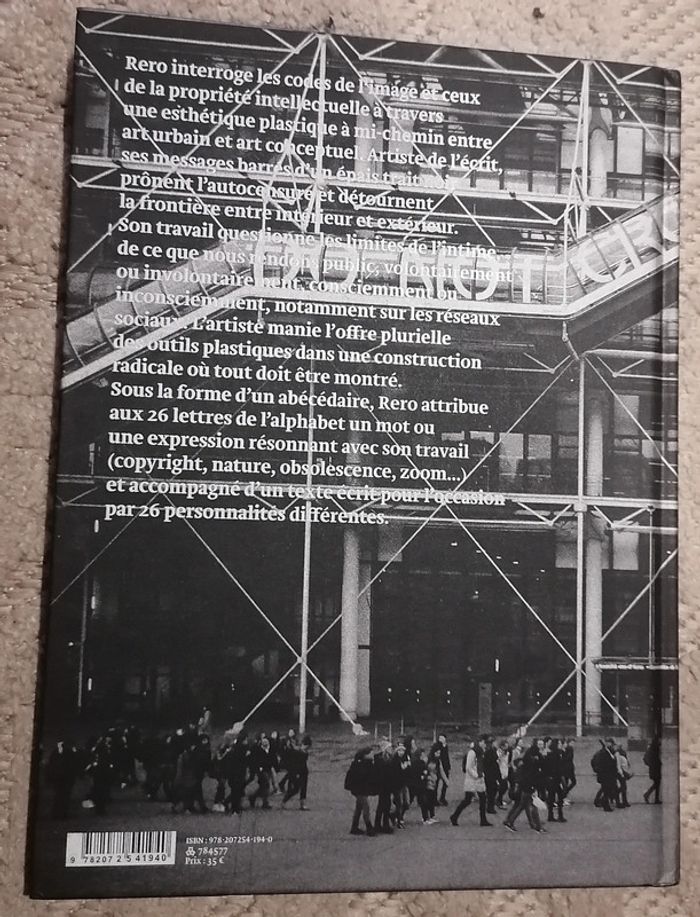 Rero interroge les codes de l'image et ceux
de la propriété intellectuelle à travers
une esthétique plastique à mi-chemin entre
art urbain et art conceptuel. Artiste de l'écrit,
ses messages barrés d'un épais trait noir
prônent l'autocensure et détournent
la frontière entre intérieur et extérieur.
Son travail questionne les limites de l'intime,
de ce que nous rendons public, volontairement
ou involontairement, consciemment ou
inconsciemment, notamment sur les réseaux
sociaux. L'artiste manie l'offre plurielle
des outils plastiques dans une construction
radicale où tout doit être montré.
Sous la forme d'un abécédaire, Rero attribue
aux 26 lettres de l'alphabet un mot ou
une expression résonnant avec son travail
(copyright, nature, obsolescence, zoom...)
et accompagné d'un texte écrit pour l'occasion
par 26 personnalités différentes.
DO NOT CRO
ISBN : 978-207254-194-0
784577
Prix : 35 €
9 782072 541940